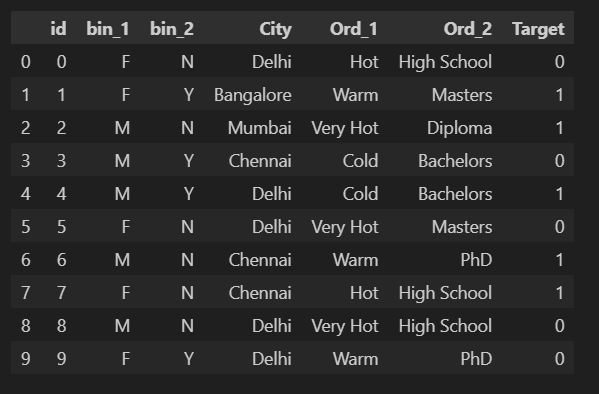 id bin_1 bin_2 City Ord_1 Ord_2 Target
0 0 F N Delhi Hot High School 0
1 1 F Y Bangalore Warm Masters 1
2 2 M N Mumbai Very Hot Diploma 1
3 3 M Y Chennai Cold Bachelors 0
4 4 M Y Delhi Cold Bachelors 1
5 5 F N Delhi Very Hot Masters 0
6 6 M N Chennai Warm PhD 1
7 7 F N Chennai Hot High School 1
8 8 M N Delhi Very Hot High School 0
9 9 F Y Delhi Warm PhD 0